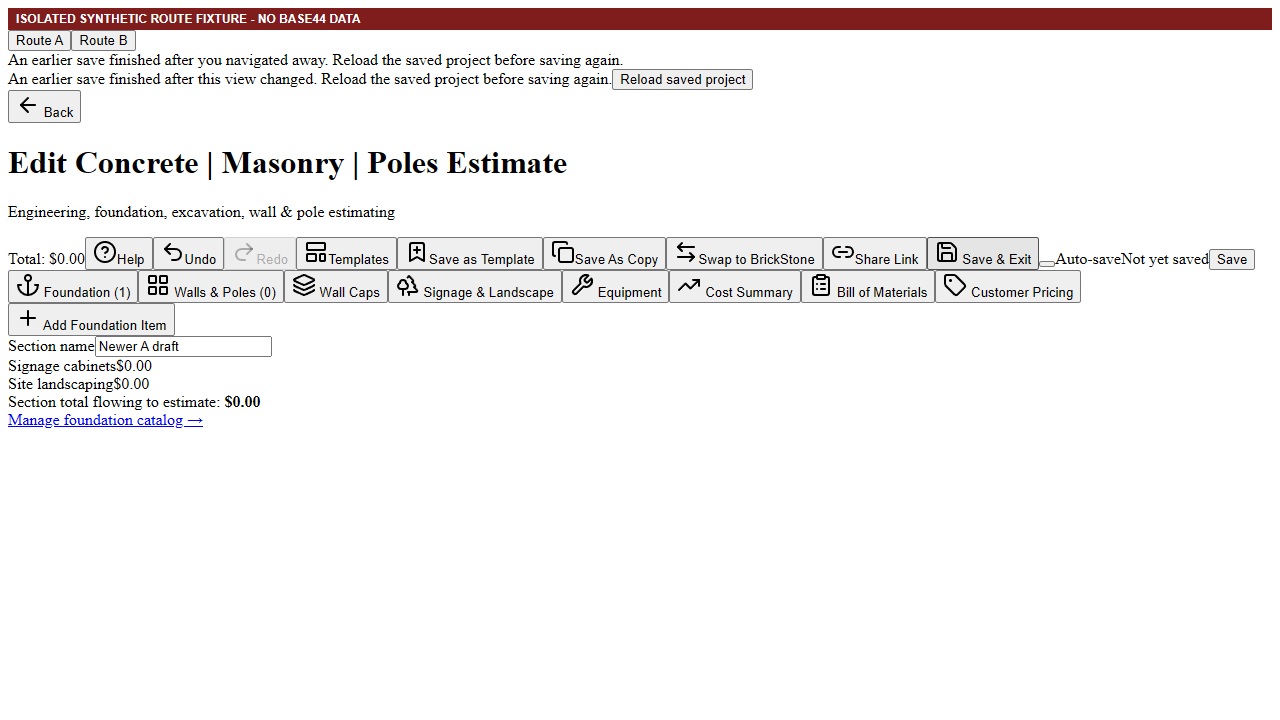 ISOLATED SYNTHETIC ROUTE FIXTURE - NO BASE44 DATA
Route A Route B
An earlier save finished after you navigated away. Reload the saved project before saving again.
An earlier save finished after this view changed. Reload the saved project before saving again. Reload saved project
Back
Edit Concrete | Masonry | Poles Estimate
Engineering, foundation, excavation, wall & pole estimating
Total: $0.00 Help Undo Redo Templates Save as Template Save As Copy Swap to BrickStone Share Link Save & Exit Auto-save Not yet saved Save
Foundation (1) Walls & Poles (0) Wall Caps Signage & Landscape Equipment Cost Summary Bill of Materials Customer Pricing
Add Foundation Item
Section name Newer A draft
Signage cabinets$0.00
Site landscaping$0.00
Section total flowing to estimate: $0.00
Manage foundation catalog →